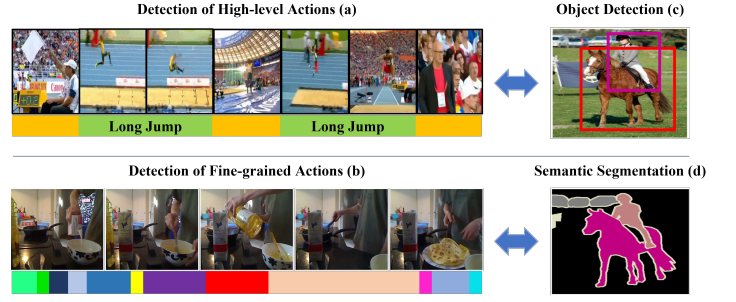 Detection of High-level Actions (a)
Object Detection (c)
Long Jump
Long Jump
Detection of Fine-grained Actions (b)
Semantic Segmentation (d)